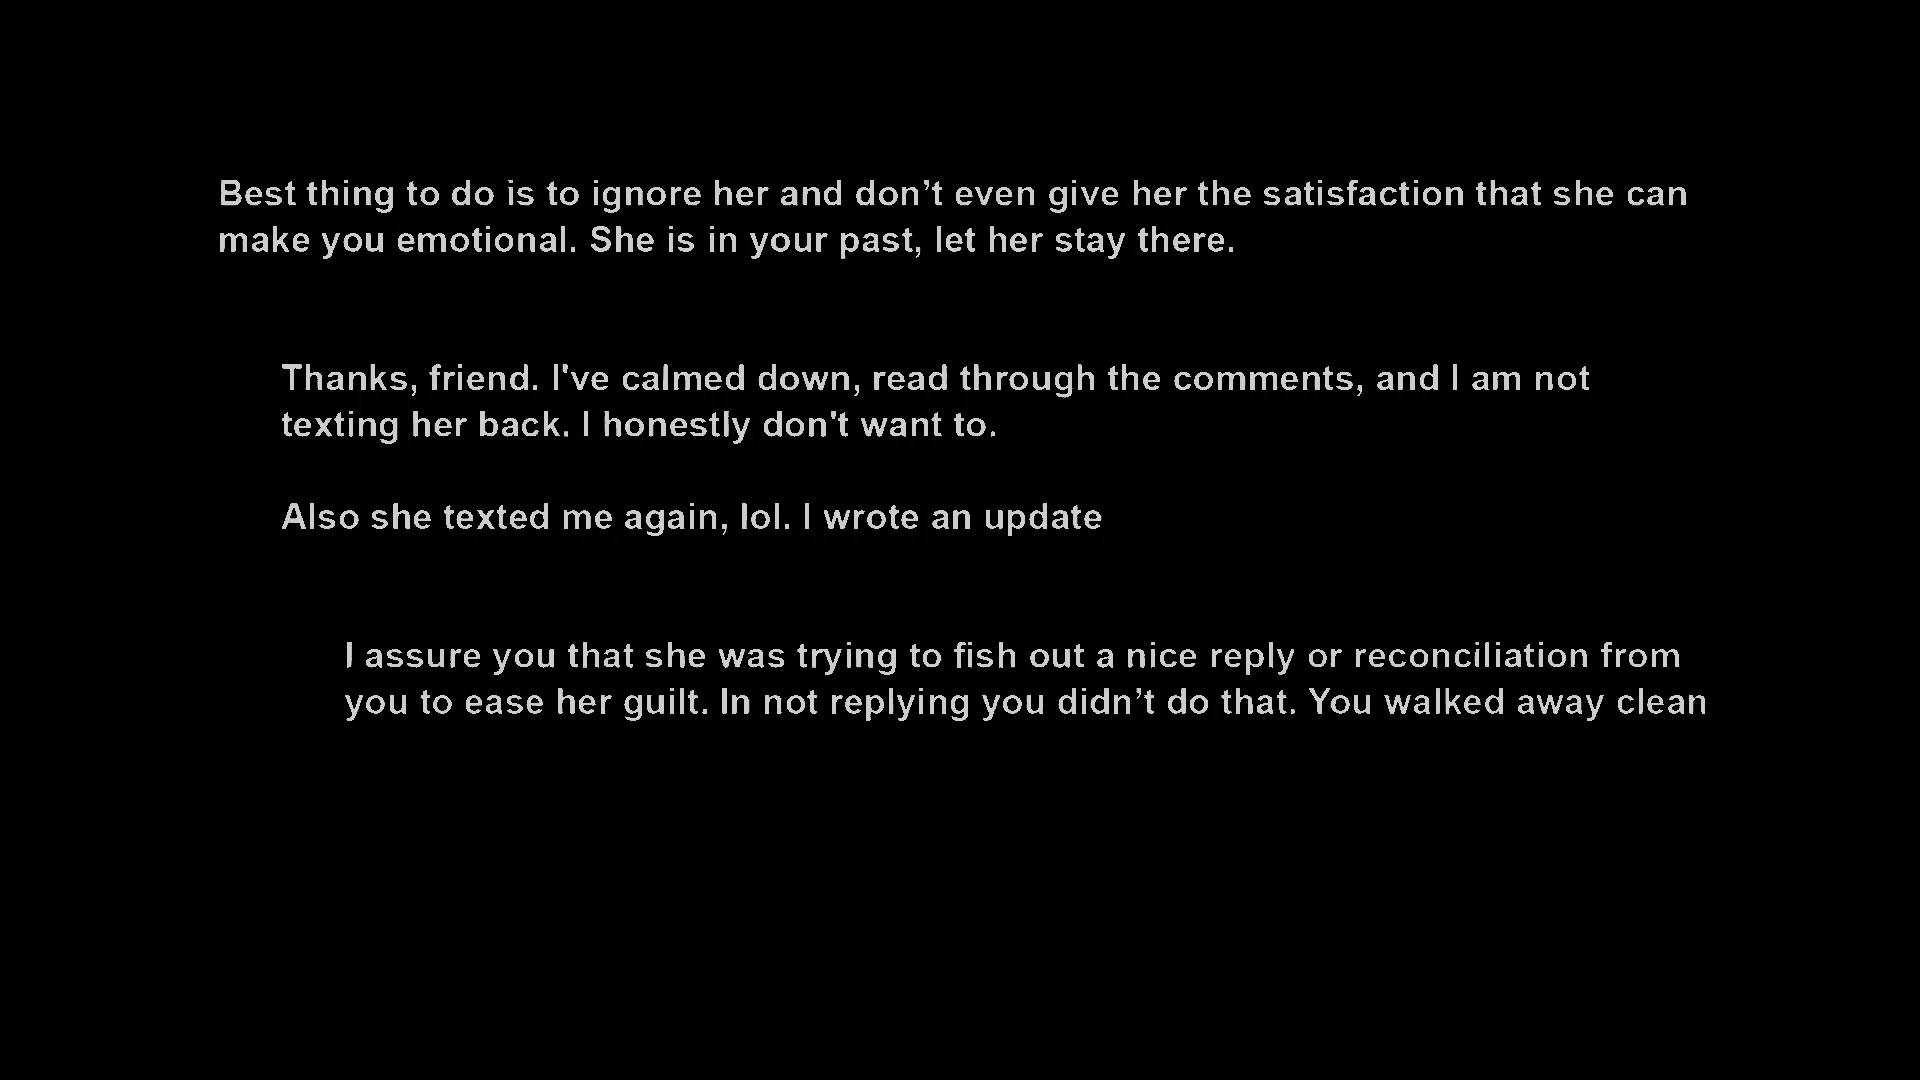 Best thing to do is to ignore her and don’t even give her the satisfaction that she can
make you emotional. She is in your past, let her stay there.
Thanks, friend. I've calmed down, read through the comments, and I am not
texting her back. I honestly don't want to.
Also she texted me again, lol. I wrote an update
I assure you that she was trying to fish out a nice reply or reconciliation from
you to ease her guilt. In not replying you didn’t do that. You walked away clean